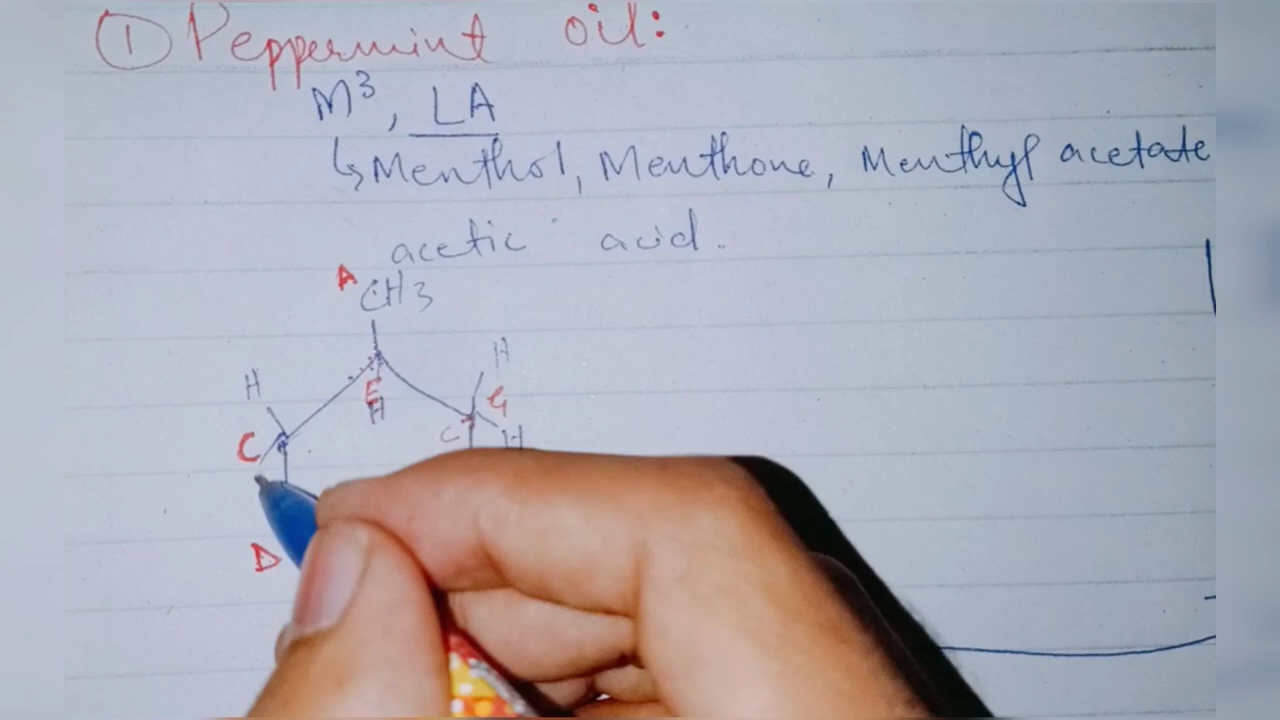 ① Peppermint oil:
M³, LA
↳ Menthol, Menthone, Menthyl acetate
acetic acid.
A
CH3
H
H
E
G
H
C
C
H
D